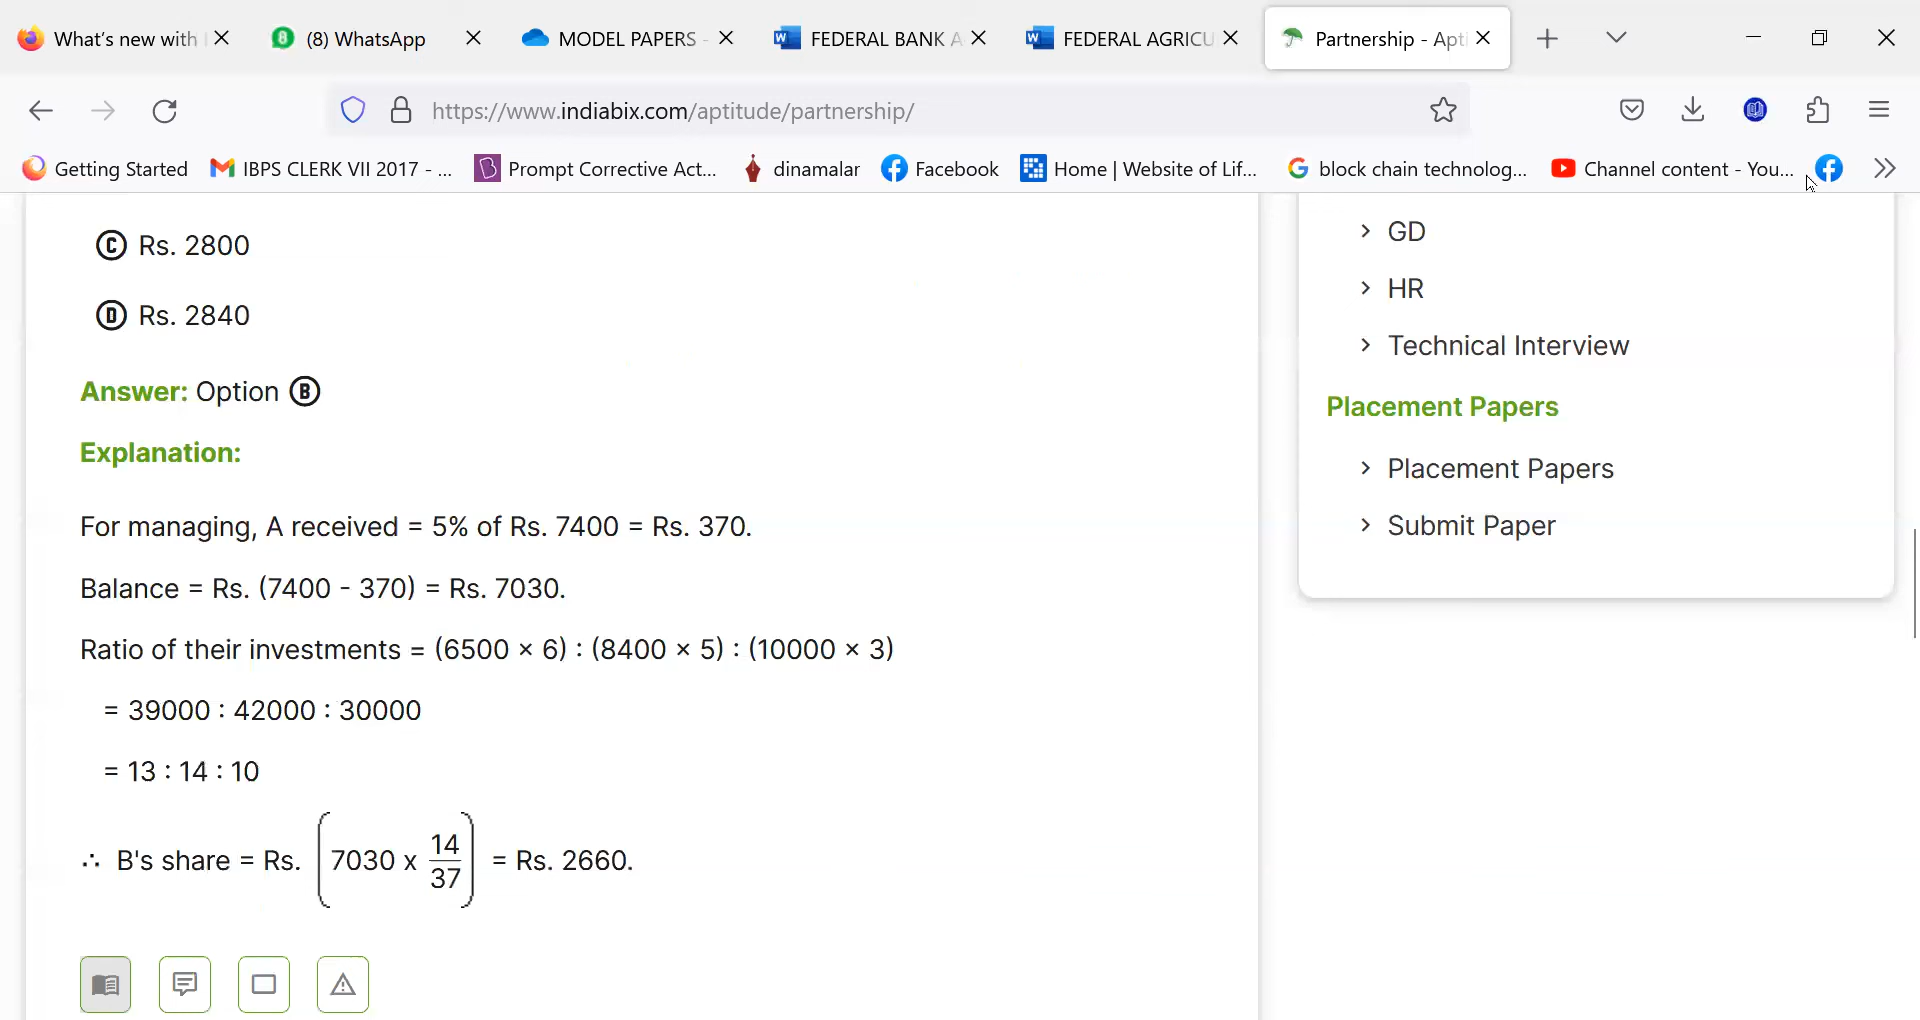 What's new with
(8) WhatsApp
MODEL PAPERS -
FEDERAL BANK A
FEDERAL AGRICU
Partnership - Apti
https://www.indiabix.com/aptitude/partnership/
Getting Started
IBPS CLERK VII 2017 - ...
Prompt Corrective Act...
dinamalar
Facebook
Home | Website of Lif...
block chain technolog...
Channel content - You...
C Rs. 2800
D Rs. 2840
Answer: Option B
Explanation:
For managing, A received = 5% of Rs. 7400 = Rs. 370.
Balance = Rs. (7400 - 370) = Rs. 7030.
Ratio of their investments = (6500 × 6) : (8400 × 5) : (10000 × 3)
= 39000 : 42000 : 30000
= 13 : 14 : 10
∴ B's share = Rs. (7030 x 14/37) = Rs. 2660.
> GD
> HR
> Technical Interview
Placement Papers
> Placement Papers
> Submit Paper